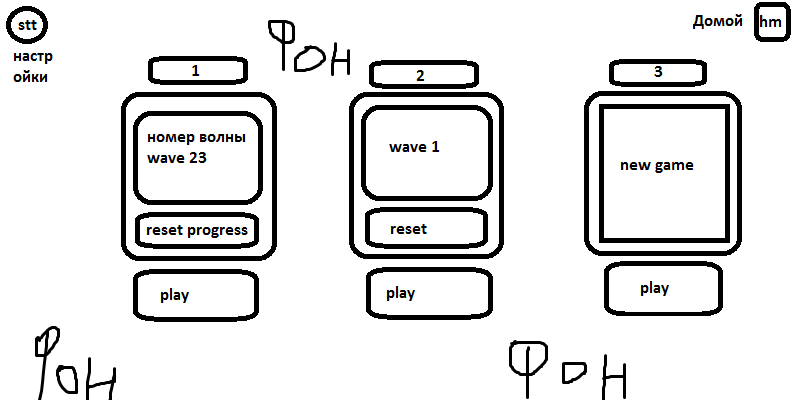 stt
настр
ойки
Фон
Домой
hm
1
номер волны
wave 23
reset progress
play
2
wave 1
reset
play
3
new game
play
Фон
Фон